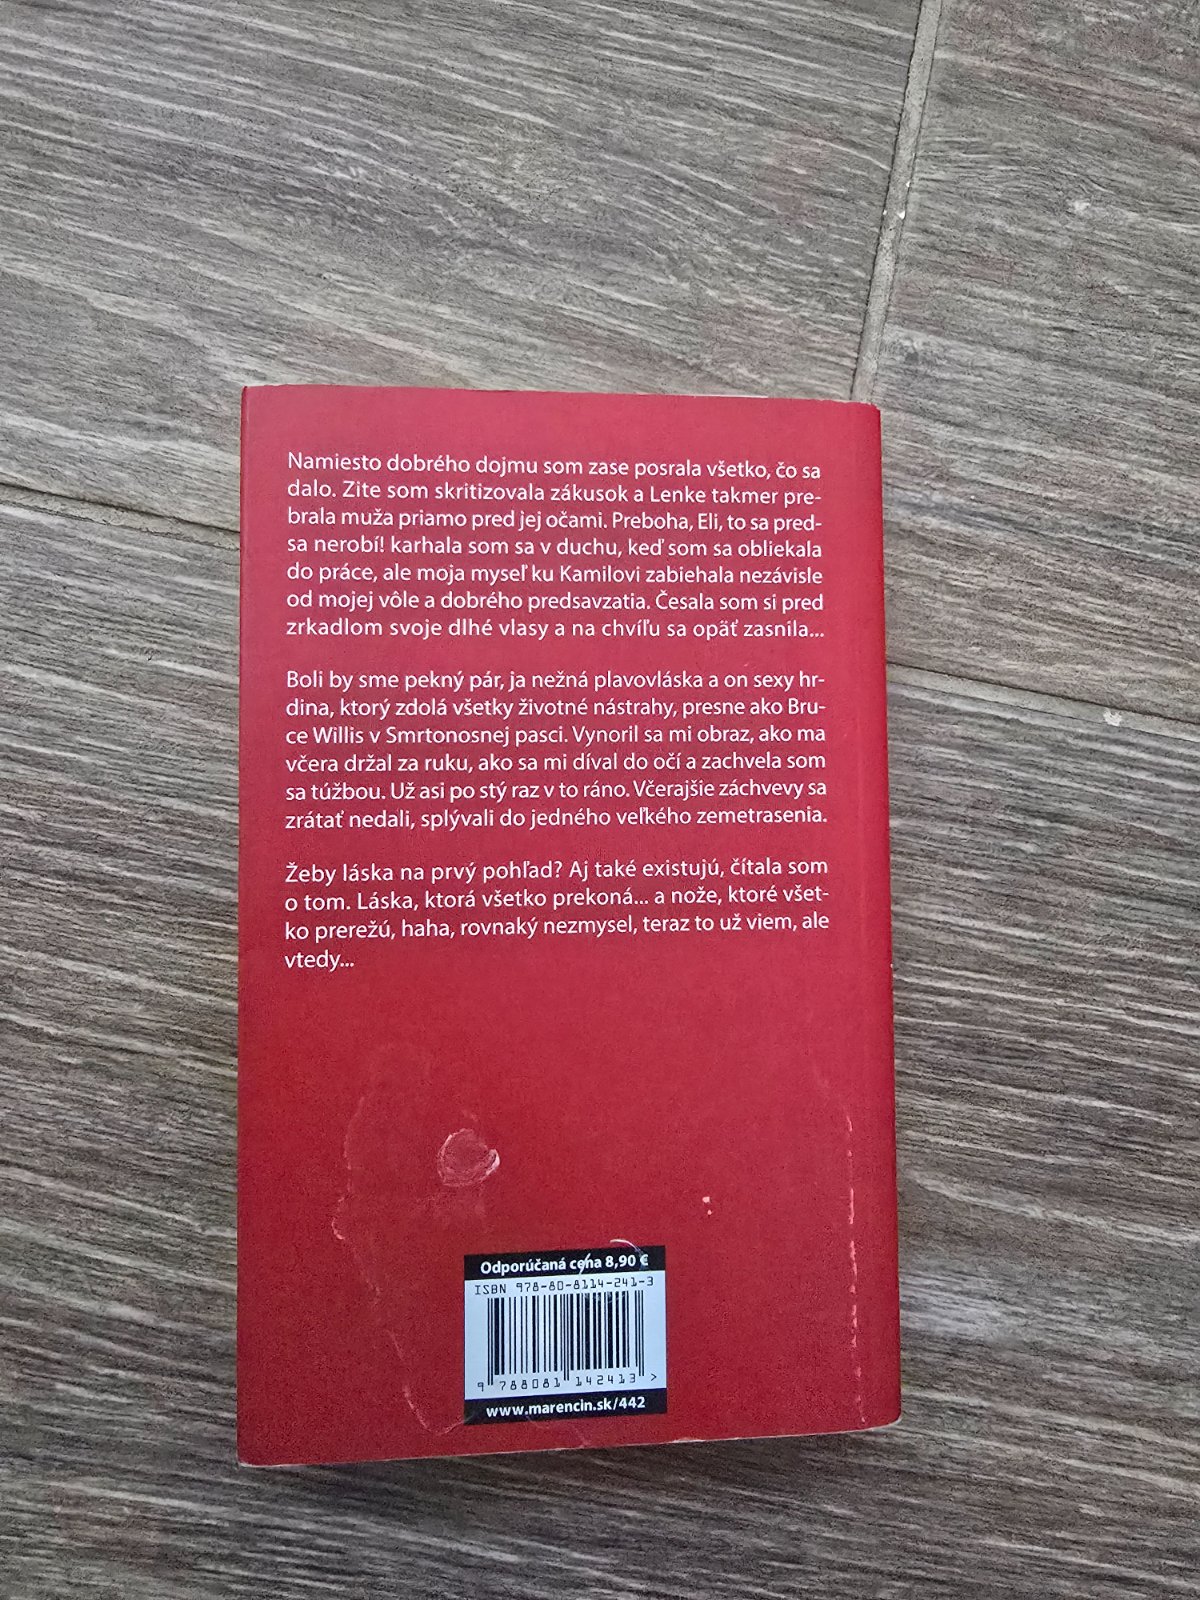 Namiesto dobrého dojmu som zase posrala všetko, čo sa
dalo. Zite som skritizovala zákusok a Lenke takmer pre-
brala muža priamo pred jej očami. Preboha, Eli, to sa pred-
sa nerobí! karhala som sa v duchu, keď som sa obliekala
do práce, ale moja myseľ ku Kamilovi zabiehala nezávisle
od mojej vôle a dobrého predsavzatia. Česala som si pred
zrkadlom svoje dlhé vlasy a na chvíľu sa opäť zasnila...
Boli by sme pekný pár, ja nežná plavovláska a on sexy hr-
dina, ktorý zdolá všetky životné nástrahy, presne ako Bru-
ce Willis v Smrtonosnej pasci. Vynoril sa mi obraz, ako ma
včera držal za ruku, ako sa mi díval do očí a zachvela som
sa túžbou. Už asi po stý raz v to ráno. Včerajšie záchvevy sa
zrátať nedali, splývali do jedného veľkého zemetrasenia.
Žeby láska na prvý pohľad? Aj také existujú, čítala som
o tom. Láska, ktorá všetko prekoná... a nože, ktoré všet-
ko prerežú, haha, rovnaký nezmysel, teraz to už viem, ale
vtedy...
Odporúčaná cena 8,90 €
ISBN 978-80-8114-241-3
9 788081 142413 >
www.marencin.sk/442